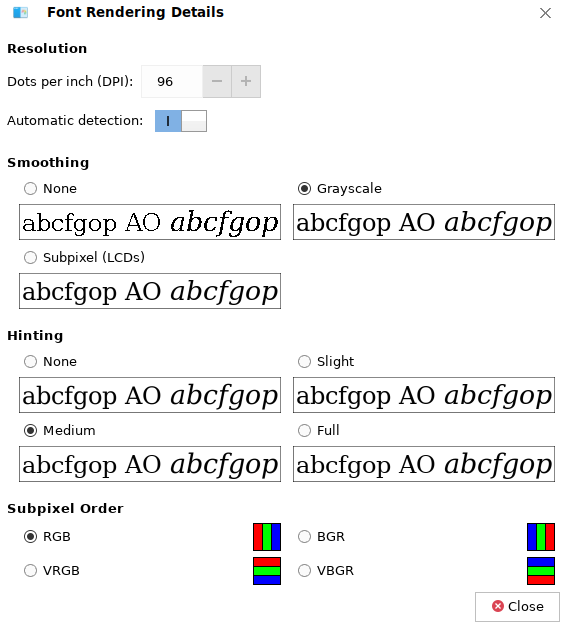 Font Rendering Details
Resolution
Dots per inch (DPI): 96 − +
Automatic detection:
Smoothing
None Grayscale
abcfgop AO abcfgop abcfgop AO abcfgop
Subpixel (LCDs)
abcfgop AO abcfgop
Hinting
None Slight
abcfgop AO abcfgop abcfgop AO abcfgop
Medium Full
abcfgop AO abcfgop abcfgop AO abcfgop
Subpixel Order
RGB BGR
VRGB VBGR
Close